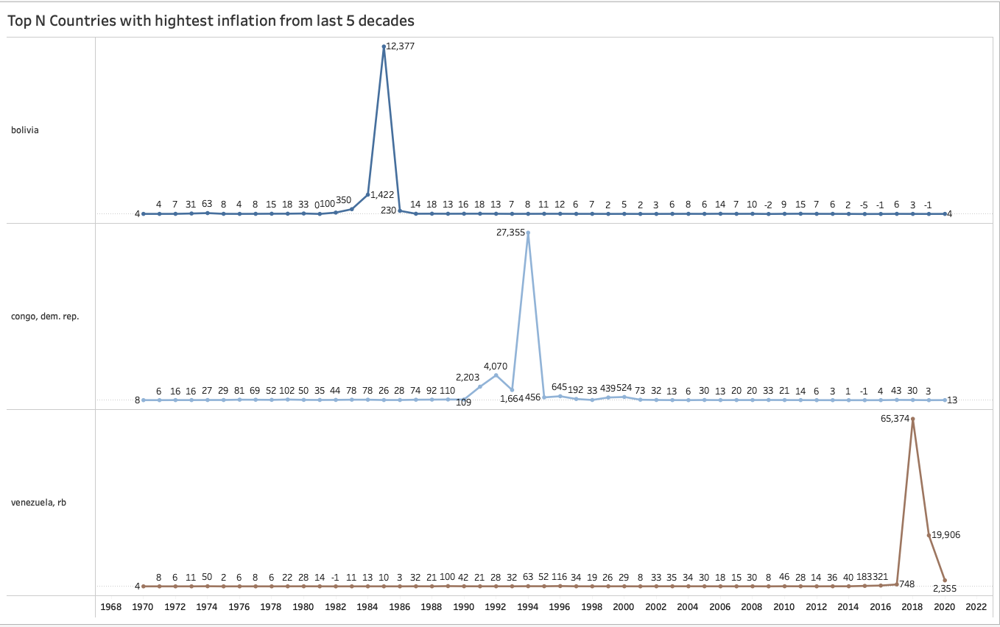 Top N Countries with hightest inflation from last 5 decades
12,377
bolivia
4 4 7 31 63 8 4 8 15 18 33 0 100 350 1,422 230 14 18 13 16 18 13 7 8 11 12 6 7 2 5 2 3 6 8 6 14 7 10 -2 9 15 7 6 2 -5 -1 6 3 -1 4
27,355
congo, dem. rep.
8 6 16 16 27 29 81 69 52 102 50 35 44 78 78 26 28 74 92 110 109 2,203 4,070 1,664 456 645 192 33 439 524 73 32 13 6 30 13 20 20 33 21 14 6 3 1 -1 4 43 30 3 13
65,374
venezuela, rb
19,906
4 8 6 11 50 2 6 8 6 22 28 14 -1 11 13 10 3 32 21 100 42 21 28 32 63 52 116 34 19 26 29 8 33 35 34 30 18 15 30 8 46 28 14 36 40 183 321 748 2,355
1968 1970 1972 1974 1976 1978 1980 1982 1984 1986 1988 1990 1992 1994 1996 1998 2000 2002 2004 2006 2008 2010 2012 2014 2016 2018 2020 2022